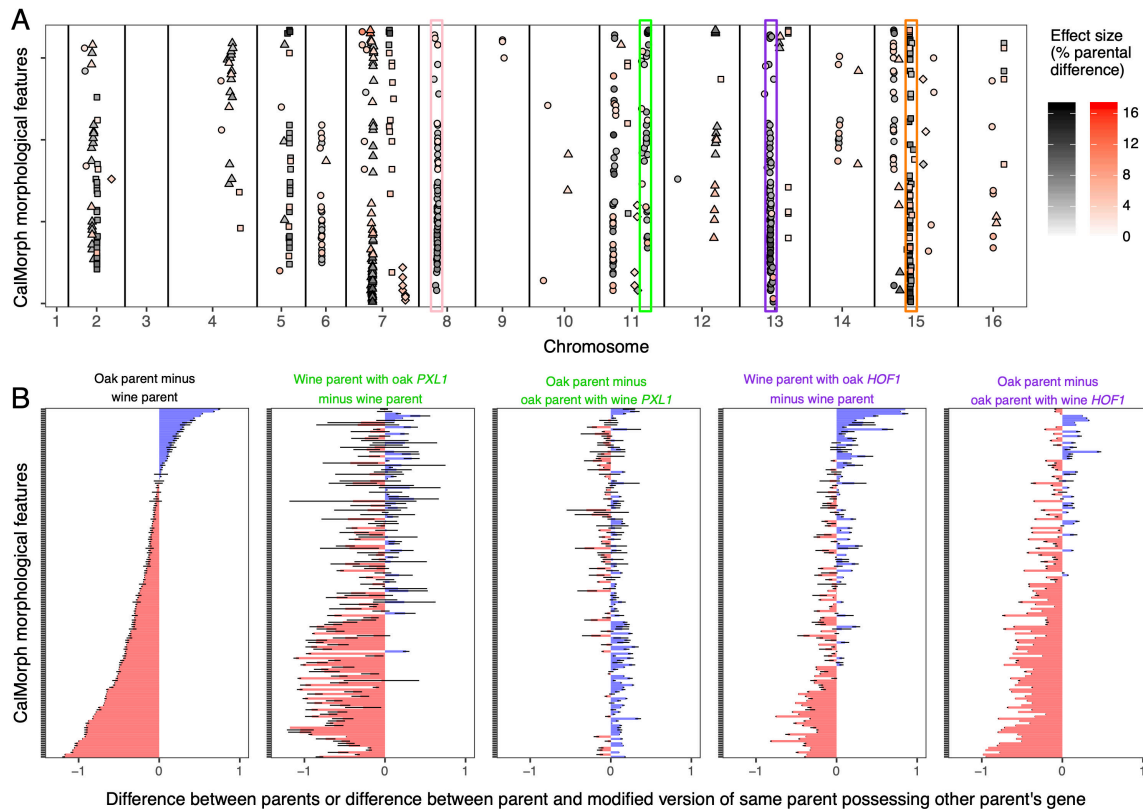 A
CalMorph morphological features
1 2 3 4 5 6 7 8 9 10 11 12 13 14 15 16
Chromosome
Effect size
(% parental
difference)
16
12
8
4
0
B
Oak parent minus
wine parent
Wine parent with oak PXL1
minus wine parent
Oak parent minus
oak parent with wine PXL1
Wine parent with oak HOF1
minus wine parent
Oak parent minus
oak parent with wine HOF1
CalMorph morphological features
−1 0 1 −1 0 1 −1 0 1 −1 0 1 −1 0 1
Difference between parents or difference between parent and modified version of same parent possessing other parent's gene